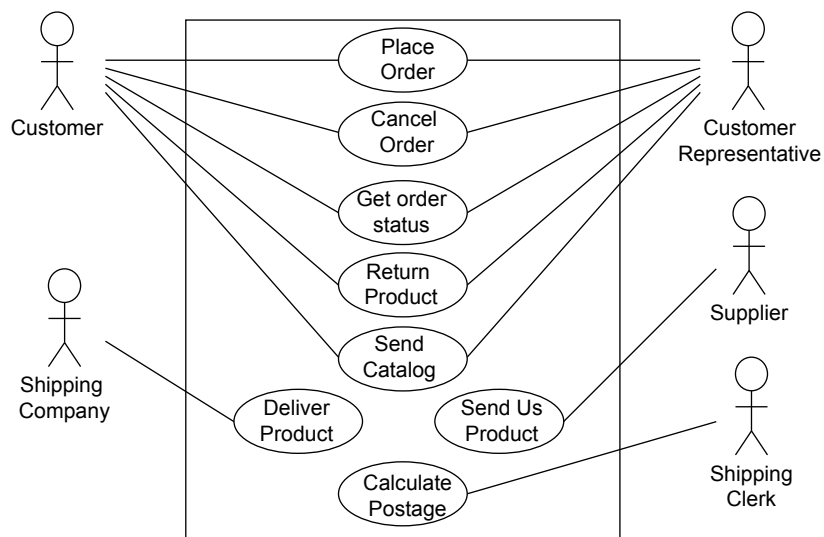 Place
Order
Customer
Cancel
Order
Customer
Representative
Get order
status
Return
Product
Supplier
Send
Catalog
Shipping
Company
Deliver
Product
Send Us
Product
Shipping
Clerk
Calculate
Postage